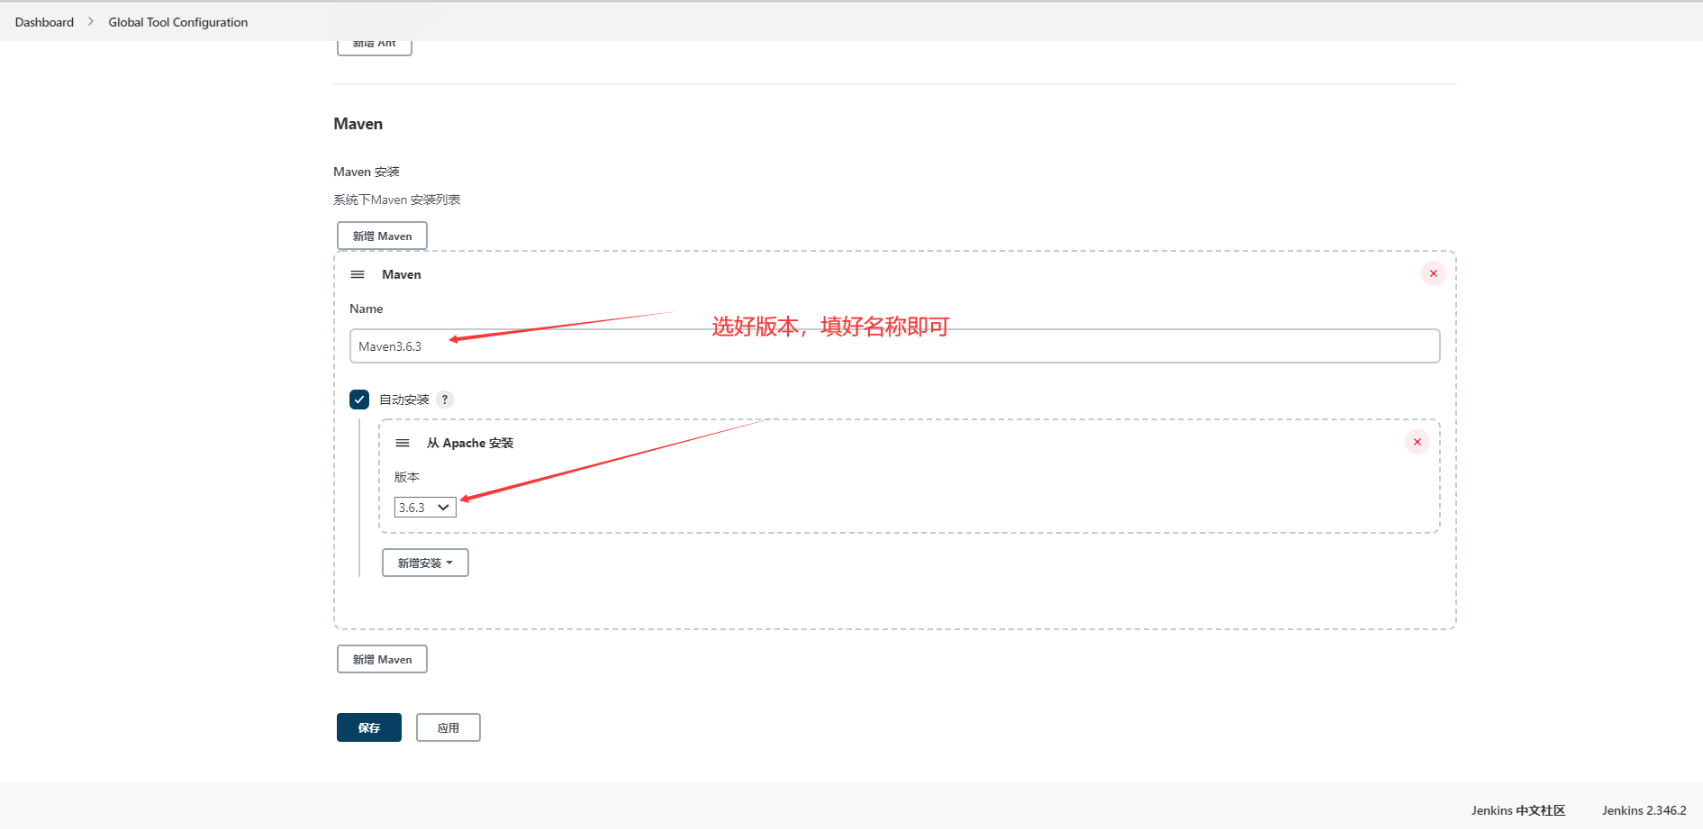 Dashboard > Global Tool Configuration
新增 Ant
Maven
Maven 安装
系统下Maven 安装列表
新增 Maven
Maven
Name
选好版本，填好名称即可
Maven3.6.3
自动安装 ?
从 Apache 安装
版本
3.6.3
新增安装
新增 Maven
保存 应用
Jenkins 中文社区 Jenkins 2.346.2